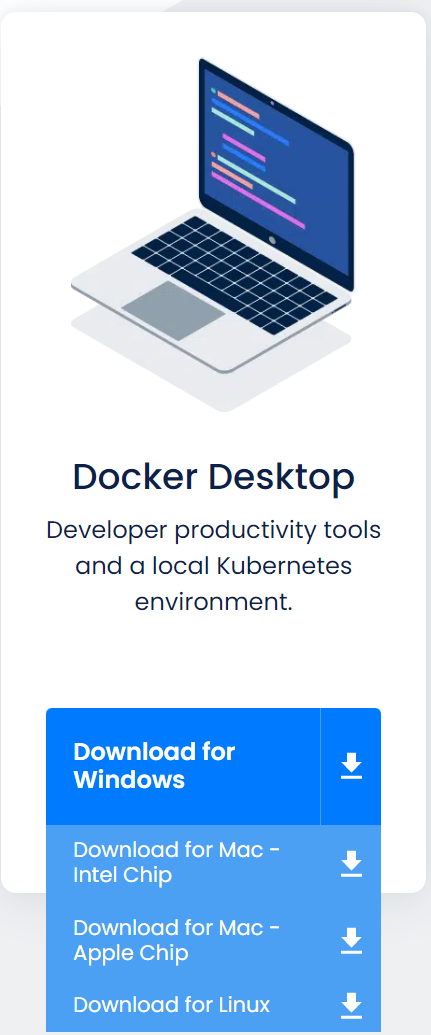 Docker Desktop
Developer productivity tools
and a local Kubernetes
environment.
Download for
Windows
Download for Mac -
Intel Chip
Download for Mac -
Apple Chip
Download for Linux